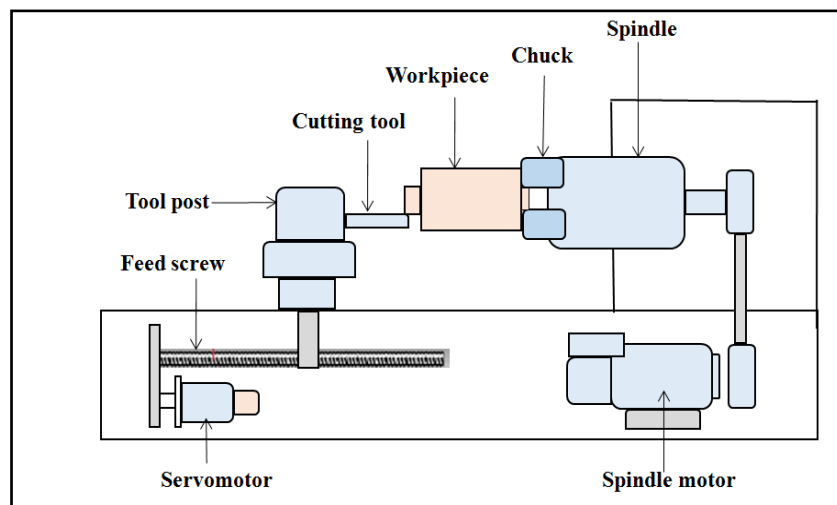 Spindle
Chuck
Workpiece
Cutting tool
Tool post
Feed screw
Servomotor
Spindle motor